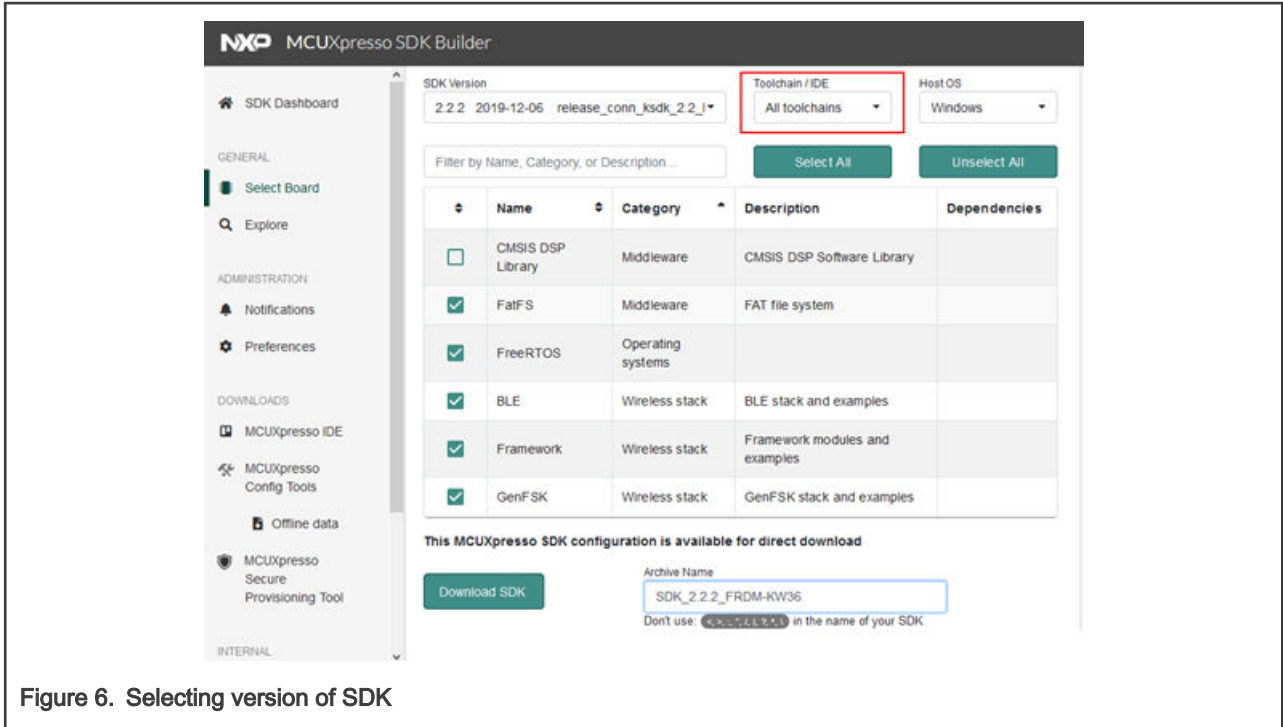 NXP MCUXpresso SDK Builder
SDK Dashboard
GENERAL
Select Board
Explore
ADMINISTRATION
Notifications
Preferences
DOWNLOADS
MCUXpresso IDE
MCUXpresso
Config Tools
Offline data
MCUXpresso
Secure
Provisioning Tool
INTERNAL
SDK Version
2.2.2 2019-12-06 release_conn_ksdk_2.2_
Toolchain / IDE
All toolchains
Host OS
Windows
Filter by Name, Category, or Description...
Select All
Unselect All
Name Category Description Dependencies
CMSIS DSP
Library
Middleware
CMSIS DSP Software Library
FatFS Middleware FAT file system
FreeRTOS
Operating
systems
BLE Wireless stack BLE stack and examples
Framework Wireless stack
Framework modules and
examples
GenFSK Wireless stack GenFSK stack and examples
This MCUXpresso SDK configuration is available for direct download
Download SDK
Archive Name
SDK_2.2.2_FRDM-KW36
Don't use: in the name of your SDK
Figure 6. Selecting version of SDK